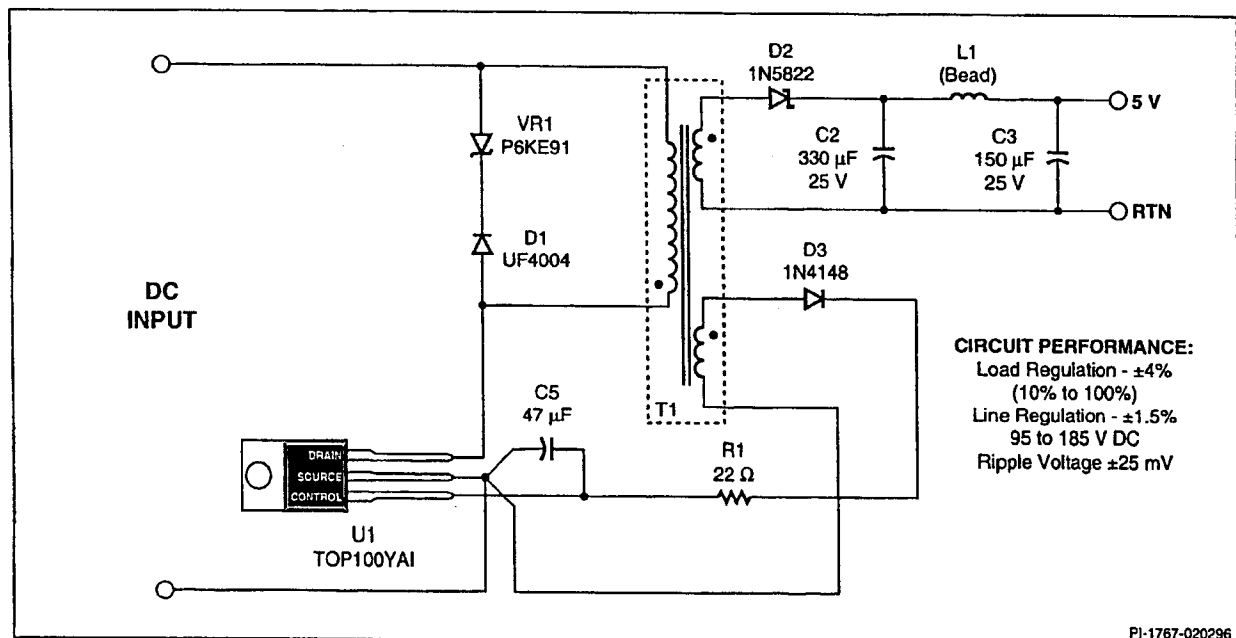 D2
1N5822
L1
(Bead)
5 V
VR1
P6KE91
C2
330 µF
25 V
C3
150 µF
25 V
RTN
D1
UF4004
D3
1N4148
DC
INPUT
CIRCUIT PERFORMANCE:
Load Regulation - ±4%
(10% to 100%)
Line Regulation - ±1.5%
95 to 185 V DC
Ripple Voltage ±25 mV
T1
C5
47 µF
R1
22 Ω
DRAIN
SOURCE
CONTROL
U1
TOP100YAI
PI-1767-020296